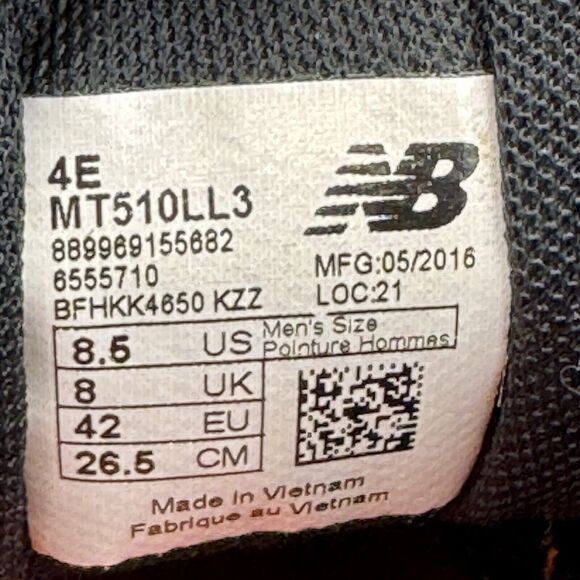 4E
MT510LL3
889969155682
6555710
BFHKK4650 KZZ
NB
MFG:05/2016
LOC:21
8.5 US Men's Size
Pointure Hommes
8 UK
42 EU
26.5 CM
Made in Vietnam
Fabrique au Vietnam